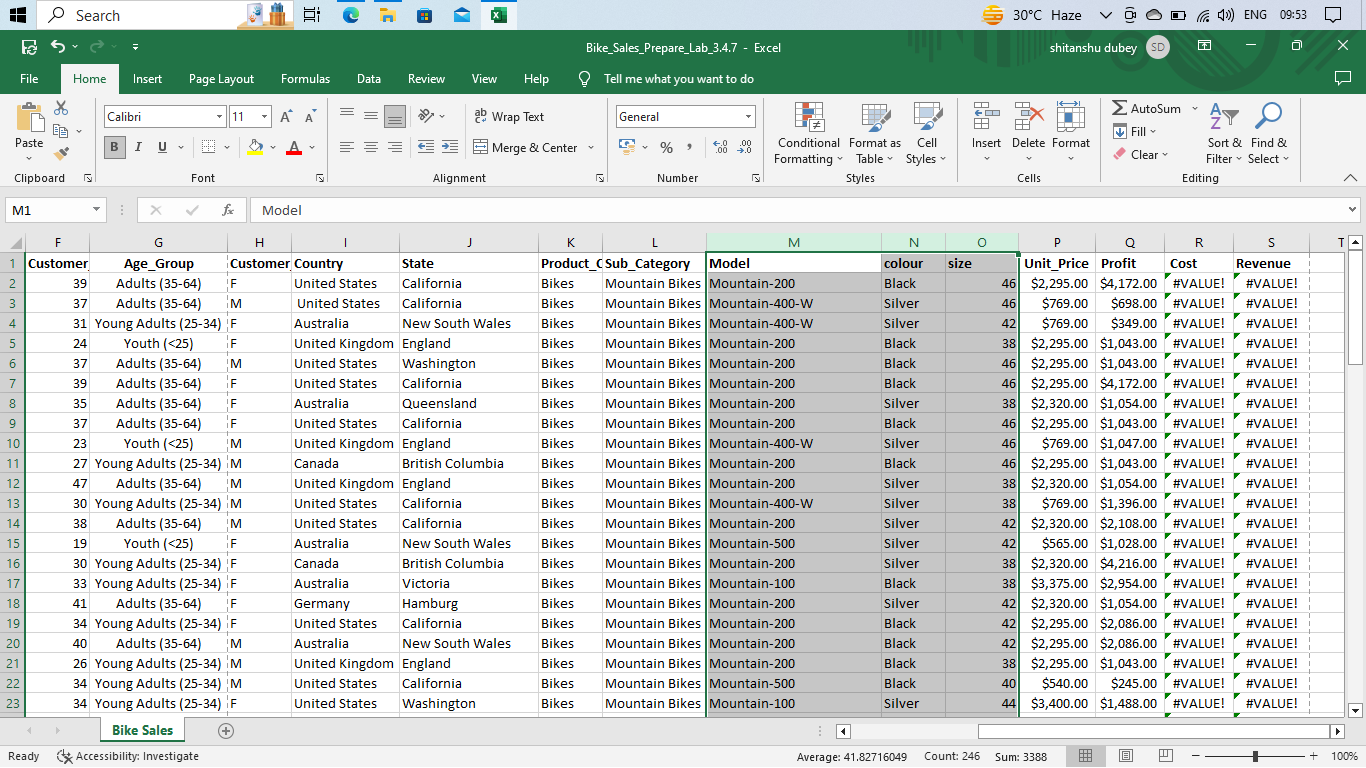 Search 30°C Haze ENG 09:53
Bike_Sales_Prepare_Lab_3.4.7 - Excel shitanshu dubey SD
File Home Insert Page Layout Formulas Data Review View Help Tell me what you want to do
Calibri 11 Wrap Text General AutoSum
Paste B I U Merge & Center % Conditional Formatting Format as Table Cell Styles Insert Delete Format Fill Clear Sort & Filter Find & Select
Clipboard Font Alignment Number Styles Cells Editing
M1 fx Model
F G H I J K L M N O P Q R S T
1 Customer_ Age_Group Customer_ Country State Product_C Sub_Category Model colour size Unit_Price Profit Cost Revenue
2 39 Adults (35-64) F United States California Bikes Mountain Bikes Mountain-200 Black 46 $2,295.00 $4,172.00 #VALUE! #VALUE!
3 37 Adults (35-64) M United States California Bikes Mountain Bikes Mountain-400-W Silver 46 $769.00 $698.00 #VALUE! #VALUE!
4 31 Young Adults (25-34) F Australia New South Wales Bikes Mountain Bikes Mountain-400-W Silver 42 $769.00 $349.00 #VALUE! #VALUE!
5 24 Youth (<25) F United Kingdom England Bikes Mountain Bikes Mountain-200 Black 38 $2,295.00 $1,043.00 #VALUE! #VALUE!
6 37 Adults (35-64) M United States Washington Bikes Mountain Bikes Mountain-200 Black 46 $2,295.00 $1,043.00 #VALUE! #VALUE!
7 39 Adults (35-64) F United States California Bikes Mountain Bikes Mountain-200 Black 46 $2,295.00 $4,172.00 #VALUE! #VALUE!
8 35 Adults (35-64) F Australia Queensland Bikes Mountain Bikes Mountain-200 Silver 38 $2,320.00 $1,054.00 #VALUE! #VALUE!
9 37 Adults (35-64) F United States California Bikes Mountain Bikes Mountain-200 Black 46 $2,295.00 $1,043.00 #VALUE! #VALUE!
10 23 Youth (<25) M United Kingdom England Bikes Mountain Bikes Mountain-400-W Silver 46 $769.00 $1,047.00 #VALUE! #VALUE!
11 27 Young Adults (25-34) M Canada British Columbia Bikes Mountain Bikes Mountain-200 Black 46 $2,295.00 $1,043.00 #VALUE! #VALUE!
12 47 Adults (35-64) M United Kingdom England Bikes Mountain Bikes Mountain-200 Silver 38 $2,320.00 $1,054.00 #VALUE! #VALUE!
13 30 Young Adults (25-34) M United States California Bikes Mountain Bikes Mountain-400-W Silver 38 $769.00 $1,396.00 #VALUE! #VALUE!
14 38 Adults (35-64) M United States California Bikes Mountain Bikes Mountain-200 Silver 42 $2,320.00 $2,108.00 #VALUE! #VALUE!
15 19 Youth (<25) F Australia New South Wales Bikes Mountain Bikes Mountain-500 Silver 42 $565.00 $1,028.00 #VALUE! #VALUE!
16 30 Young Adults (25-34) F Canada British Columbia Bikes Mountain Bikes Mountain-200 Silver 38 $2,320.00 $4,216.00 #VALUE! #VALUE!
17 33 Young Adults (25-34) F Australia Victoria Bikes Mountain Bikes Mountain-100 Black 38 $3,375.00 $2,954.00 #VALUE! #VALUE!
18 41 Adults (35-64) F Germany Hamburg Bikes Mountain Bikes Mountain-200 Silver 42 $2,320.00 $1,054.00 #VALUE! #VALUE!
19 34 Young Adults (25-34) F United States California Bikes Mountain Bikes Mountain-200 Black 42 $2,295.00 $2,086.00 #VALUE! #VALUE!
20 40 Adults (35-64) M Australia New South Wales Bikes Mountain Bikes Mountain-200 Black 42 $2,295.00 $2,086.00 #VALUE! #VALUE!
21 26 Young Adults (25-34) M United Kingdom England Bikes Mountain Bikes Mountain-200 Black 38 $2,295.00 $1,043.00 #VALUE! #VALUE!
22 34 Young Adults (25-34) M United States California Bikes Mountain Bikes Mountain-500 Black 40 $540.00 $245.00 #VALUE! #VALUE!
23 34 Young Adults (25-34) F United States Washington Bikes Mountain Bikes Mountain-100 Silver 44 $3,400.00 $1,488.00 #VALUE! #VALUE!
Bike Sales
Ready Accessibility: Investigate Average: 41.82716049 Count: 246 Sum: 3388 100%